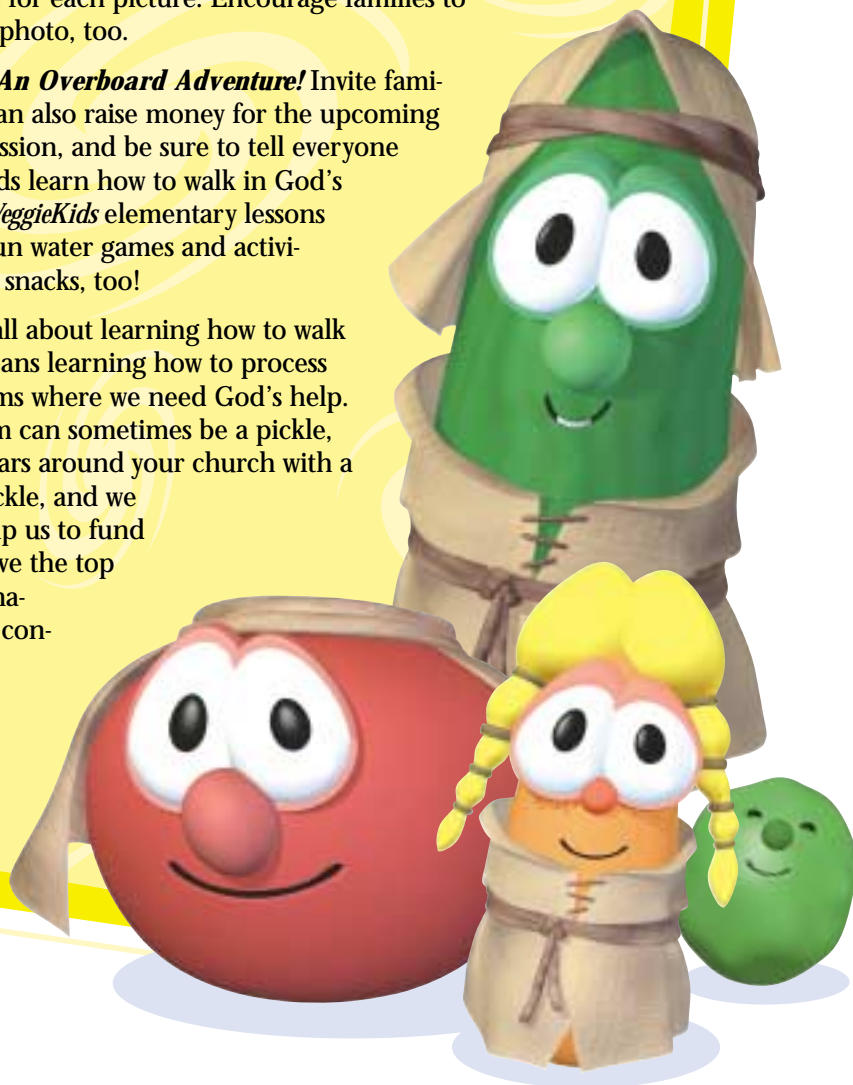 for each picture. Encourage families to
photo, too.
An Overboard Adventure! Invite fami-
an also raise money for the upcoming
ssion, and be sure to tell everyone
ds learn how to walk in God's
VeggieKids elementary lessons
un water games and activi-
snacks, too!
all about learning how to walk
ans learning how to process
ms where we need God's help.
m can sometimes be a pickle,
ars around your church with a
ckle, and we
lp us to fund
ve the top
na-
con-